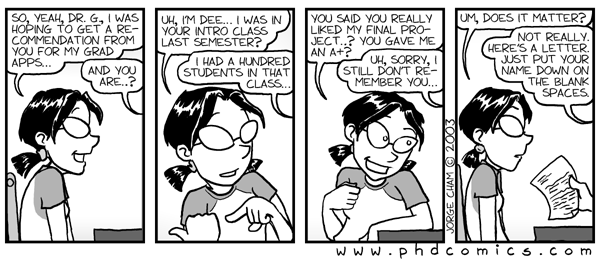 SO, YEAH, DR. G., I WAS
HOPING TO GET A RE-
COMMENDATION FROM
YOU FOR MY GRAD
APPS...
AND YOU
ARE..?
UH, I'M DEE... I WAS IN
YOUR INTRO CLASS
LAST SEMESTER?
I HAD A HUNDRED
STUDENTS IN THAT
CLASS...
YOU SAID YOU REALLY
LIKED MY FINAL PRO-
JECT..? YOU GAVE ME
AN A+?
UH, SORRY, I
STILL DON'T RE-
MEMBER YOU...
UM, DOES IT MATTER?
NOT REALLY.
HERE'S A LETTER.
JUST PUT YOUR
NAME DOWN ON
THE BLANK
SPACES.
JORGE CHAM © 2003
www.phdcomics.com